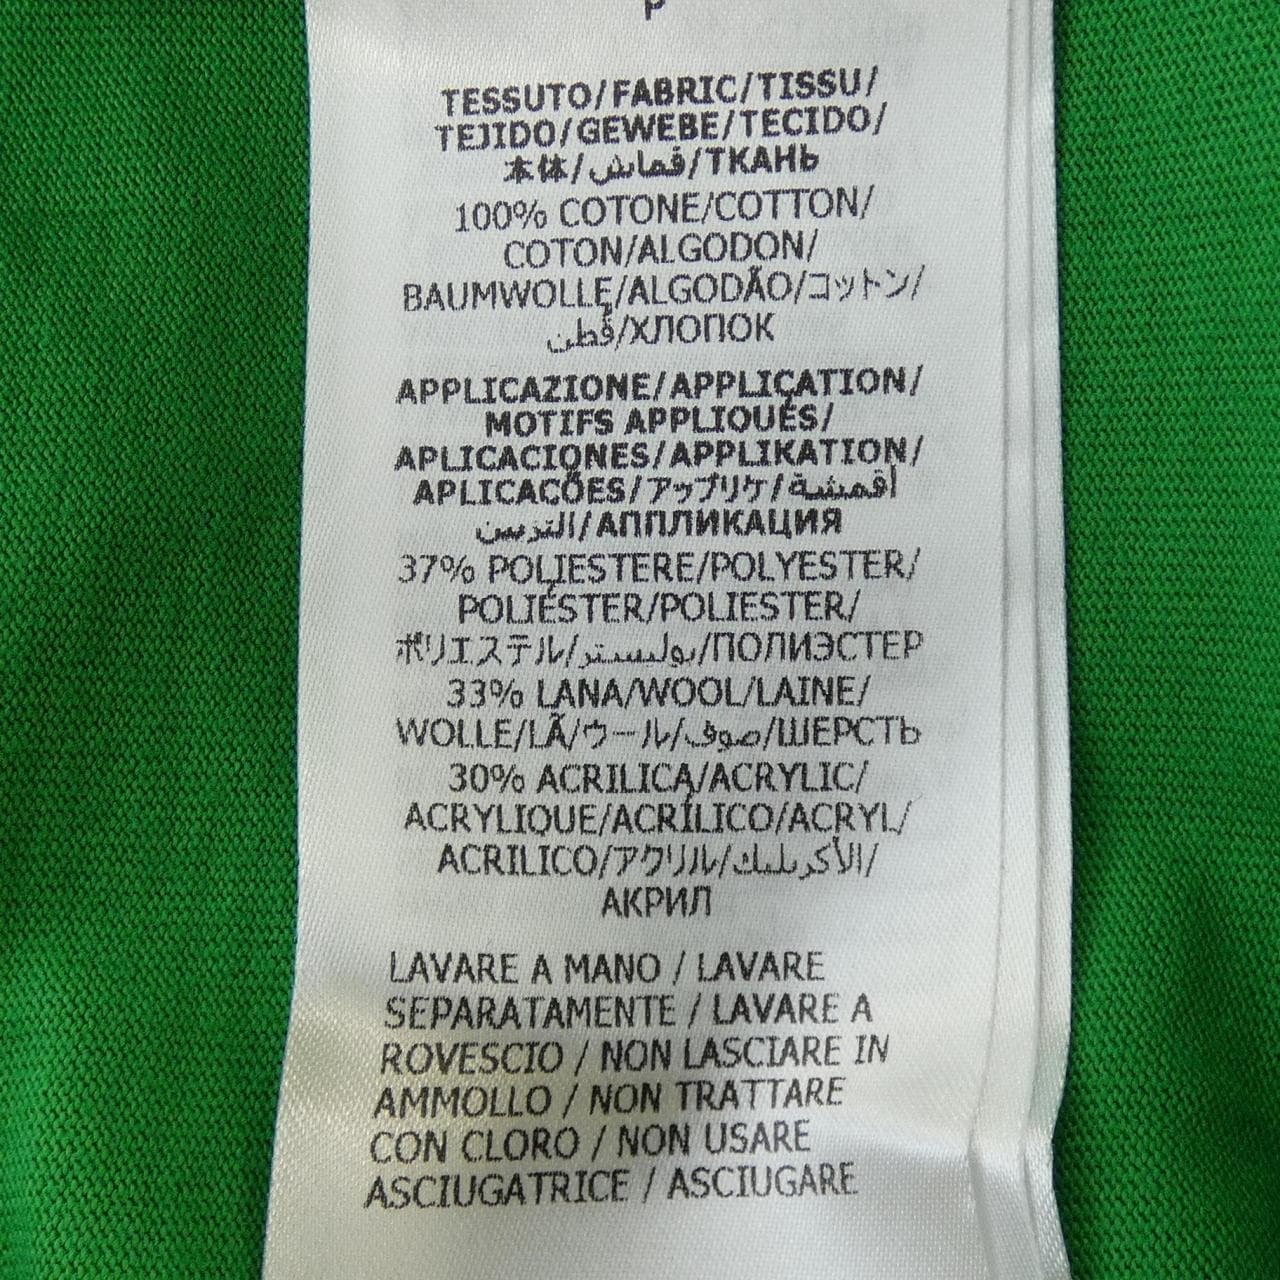 TESSUTO/FABRIC/TISSU/
TEJIDO/GEWEBE/TECIDO/
本体/قماش/ТКАНЬ
100% COTONE/COTTON/
COTON/ALGODON/
BAUMWOLLE/ALGODÃO/コットン/
قطن/ХЛОПОК
APPLICAZIONE/APPLICATION/
MOTIFS APPLIQUÉS/
APLICACIONES/APPLIKATION/
APLICACÕES/アップリケ/أقمشة
التزيين/АППЛИКАЦИЯ
37% POLIESTERE/POLYESTER/
POLIÉSTER/POLIESTER/
ポリエステル/بوليستر/ПОЛИЭСТЕР
33% LANA/WOOL/LAINE/
WOLLE/LÃ/ウール/صوف/ШЕРСТЬ
30% ACRILICA/ACRYLIC/
ACRYLIQUE/ACRÍLICO/ACRYL/
ACRILICO/アクリル/الأكريليك/
АКРИЛ
LAVARE A MANO / LAVARE
SEPARATAMENTE / LAVARE A
ROVESCIO / NON LASCIARE IN
AMMOLLO / NON TRATTARE
CON CLORO / NON USARE
ASCIUGATRICE / ASCIUGARE